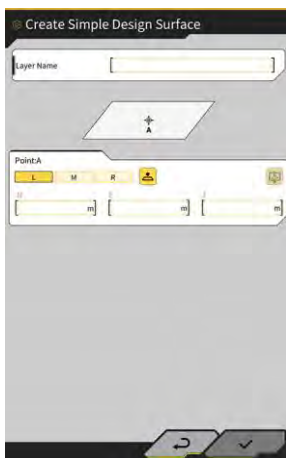 Create Simple Design Surface
Layer Name [ ]
A
Point:A
L M R
[ m] [ m] [ m]